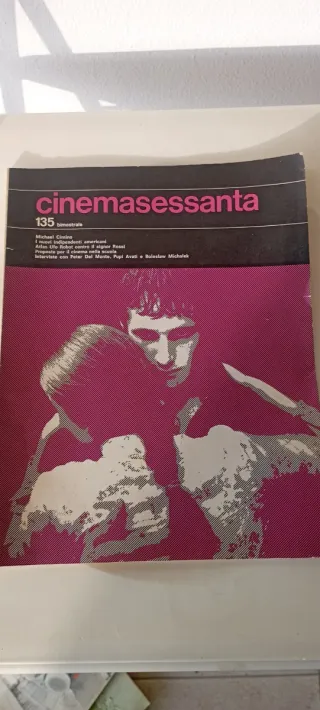 cinemasessanta
135 bimestrale
Michael Cimino
I nuovi indipendenti americani
Atlas Ufo Robot contro il signor Rossi
Proposte per il cinema nella scuola
Interviste con Peter Del Monte, Pupi Avati e Boleslaw Michalek